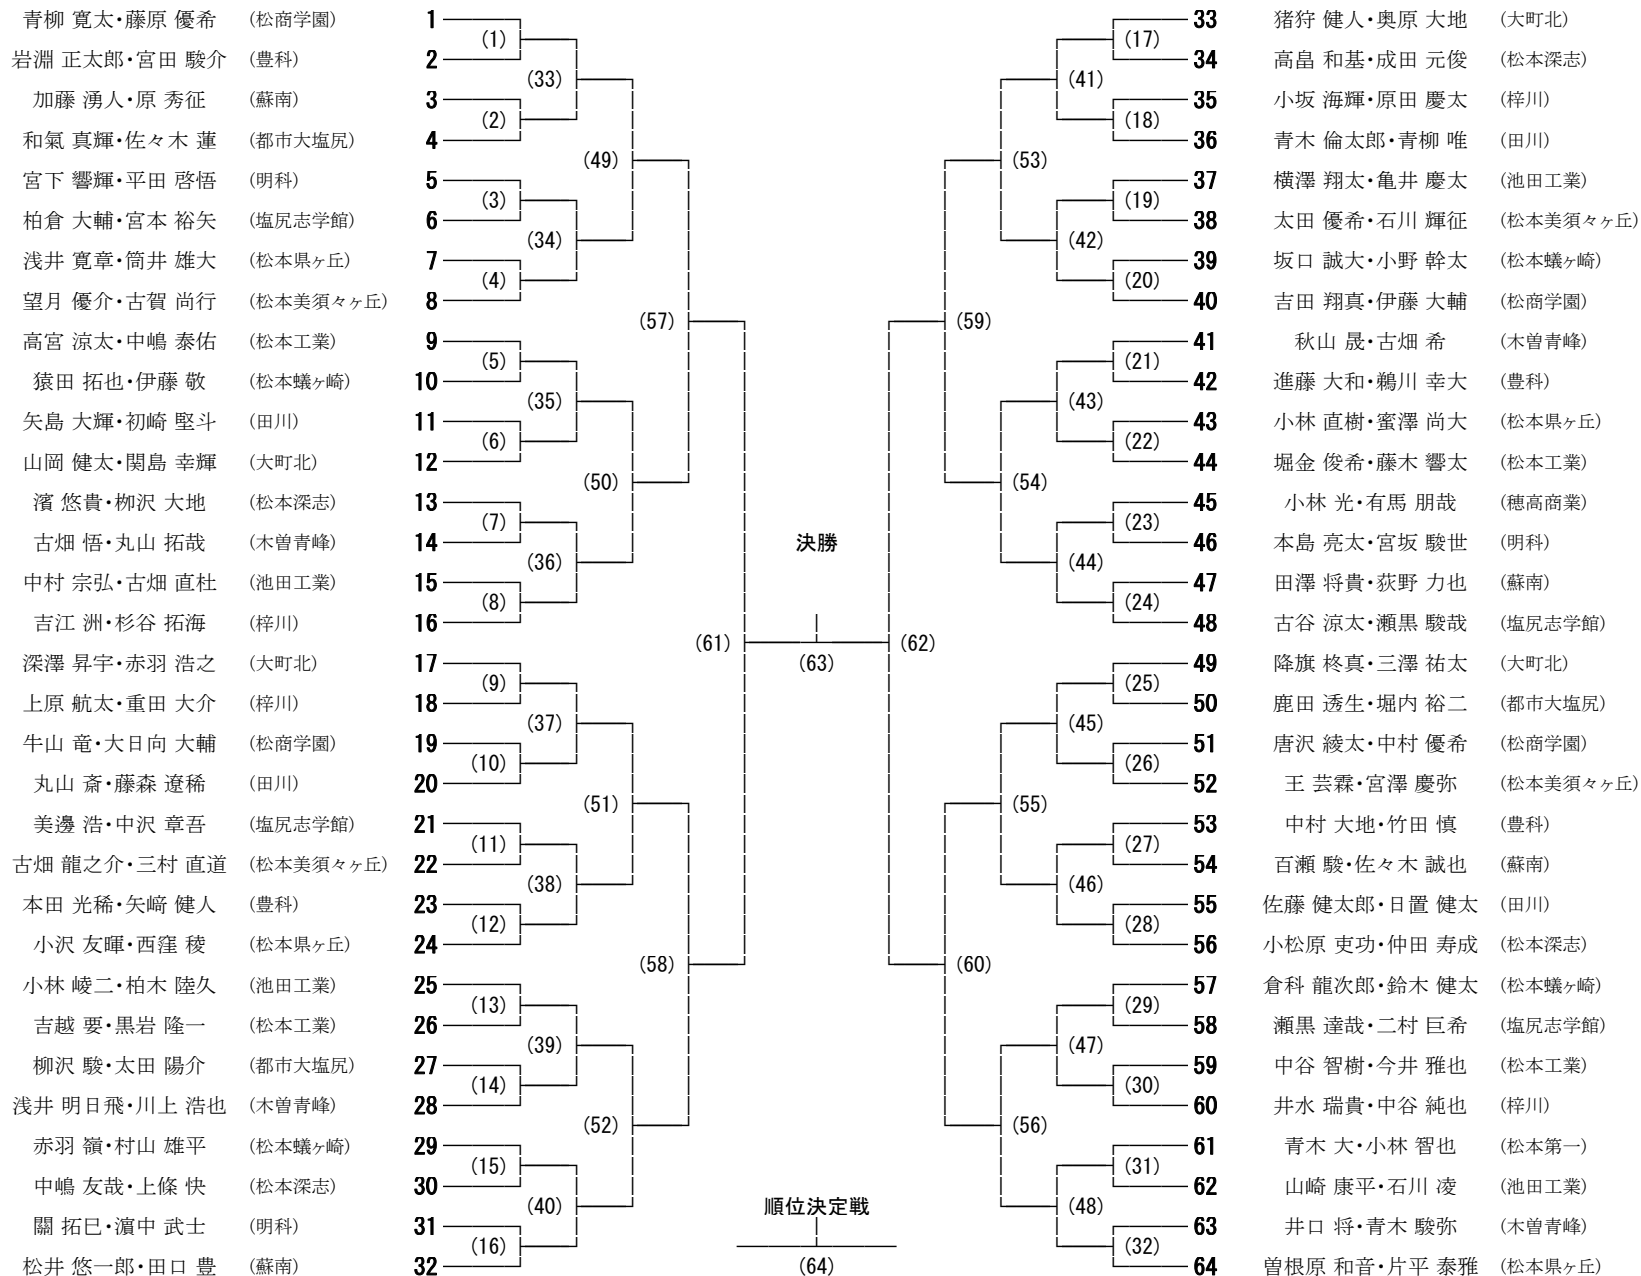 青柳 寛太・藤原 優希 (松商学園) 1
岩淵 正太郎・宮田 駿介 (豊科) 2
加藤 湧人・原 秀征 (蘇南) 3
和氣 真輝・佐々木 蓮 (都市大塩尻) 4
宮下 響輝・平田 啓悟 (明科) 5
柏倉 大輔・宮本 裕矢 (塩尻志学館) 6
浅井 寛章・筒井 雄大 (松本県ヶ丘) 7
望月 優介・古賀 尚行 (松本美須々ヶ丘) 8
高宮 涼太・中嶋 泰佑 (松本工業) 9
猿田 拓也・伊藤 敬 (松本蟻ヶ崎) 10
矢島 大輝・初崎 堅斗 (田川) 11
山岡 健太・関島 幸輝 (大町北) 12
濱 悠貴・栁沢 大地 (松本深志) 13
古畑 悟・丸山 拓哉 (木曽青峰) 14
中村 宗弘・古畑 直杜 (池田工業) 15
吉江 洲・杉谷 拓海 (梓川) 16
深澤 昇宇・赤羽 浩之 (大町北) 17
上原 航太・重田 大介 (梓川) 18
牛山 竜・大日向 大輔 (松商学園) 19
丸山 斎・藤森 遼稀 (田川) 20
美邊 浩・中沢 章吾 (塩尻志学館) 21
古畑 龍之介・三村 直道 (松本美須々ヶ丘) 22
本田 光稀・矢﨑 健人 (豊科) 23
小沢 友暉・西窪 稜 (松本県ヶ丘) 24
小林 崚二・柏木 陸久 (池田工業) 25
吉越 要・黒岩 隆一 (松本工業) 26
柳沢 駿・太田 陽介 (都市大塩尻) 27
浅井 明日飛・川上 浩也 (木曽青峰) 28
赤羽 嶺・村山 雄平 (松本蟻ヶ崎) 29
中嶋 友哉・上條 快 (松本深志) 30
關 拓巳・濵中 武士 (明科) 31
松井 悠一郎・田口 豊 (蘇南) 32
(1)
(2)
(3)
(4)
(5)
(6)
(7)
(8)
(9)
(10)
(11)
(12)
(13)
(14)
(15)
(16)
(33)
(34)
(35)
(36)
(37)
(38)
(39)
(40)
(49)
(50)
(51)
(52)
(57)
(58)
(61)
決勝
(63)
順位決定戦
(64)
(62)
(59)
(60)
(53)
(54)
(55)
(56)
(41)
(42)
(43)
(44)
(45)
(46)
(47)
(48)
(17)
(18)
(19)
(20)
(21)
(22)
(23)
(24)
(25)
(26)
(27)
(28)
(29)
(30)
(31)
(32)
33 猪狩 健人・奥原 大地 (大町北)
34 高畠 和基・成田 元俊 (松本深志)
35 小坂 海輝・原田 慶太 (梓川)
36 青木 倫太郎・青柳 唯 (田川)
37 横澤 翔太・亀井 慶太 (池田工業)
38 太田 優希・石川 輝征 (松本美須々ヶ丘)
39 坂口 誠大・小野 幹太 (松本蟻ヶ崎)
40 吉田 翔真・伊藤 大輔 (松商学園)
41 秋山 晟・古畑 希 (木曽青峰)
42 進藤 大和・鵜川 幸大 (豊科)
43 小林 直樹・蜜澤 尚大 (松本県ヶ丘)
44 堀金 俊希・藤木 響太 (松本工業)
45 小林 光・有馬 朋哉 (穂高商業)
46 本島 亮太・宮坂 駿世 (明科)
47 田澤 将貴・荻野 力也 (蘇南)
48 古谷 涼太・瀬黒 駿哉 (塩尻志学館)
49 降旗 柊真・三澤 祐太 (大町北)
50 鹿田 透生・堀内 裕二 (都市大塩尻)
51 唐沢 綾太・中村 優希 (松商学園)
52 王 芸霖・宮澤 慶弥 (松本美須々ヶ丘)
53 中村 大地・竹田 慎 (豊科)
54 百瀬 駿・佐々木 誠也 (蘇南)
55 佐藤 健太郎・日置 健太 (田川)
56 小松原 吏功・仲田 寿成 (松本深志)
57 倉科 龍次郎・鈴木 健太 (松本蟻ヶ崎)
58 瀬黒 達哉・二村 巨希 (塩尻志学館)
59 中谷 智樹・今井 雅也 (松本工業)
60 井水 瑞貴・中谷 純也 (梓川)
61 青木 大・小林 智也 (松本第一)
62 山崎 康平・石川 凌 (池田工業)
63 井口 将・青木 駿弥 (木曽青峰)
64 曽根原 和音・片平 泰雅 (松本県ヶ丘)